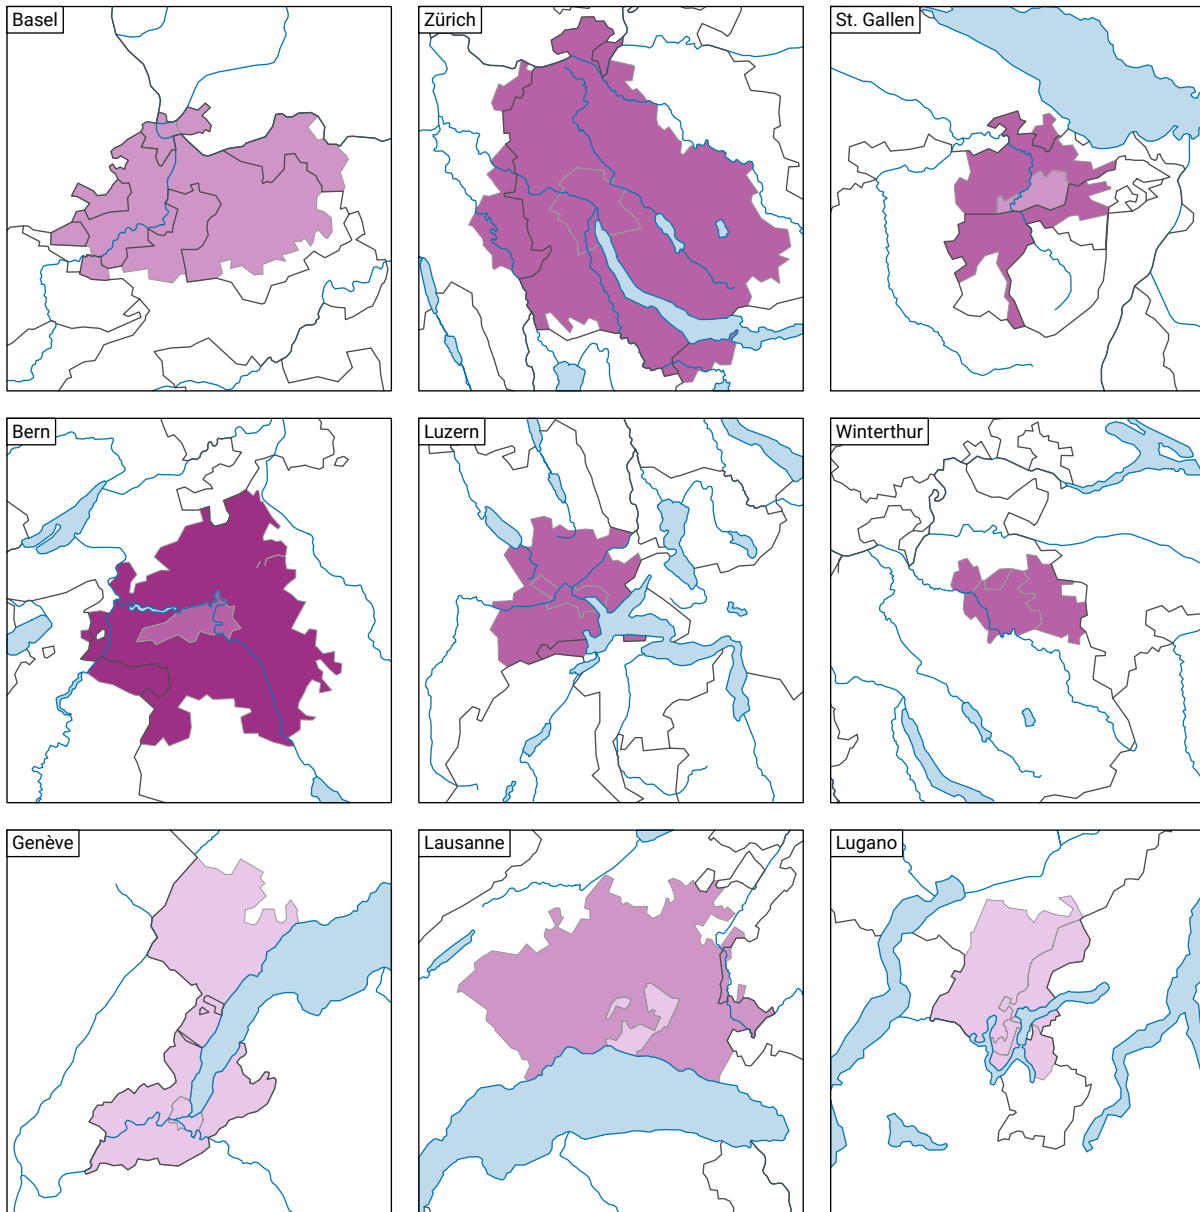 Basel
Zürich
St. Gallen
Bern
Luzern
Winterthur
Genève
Lausanne
Lugano